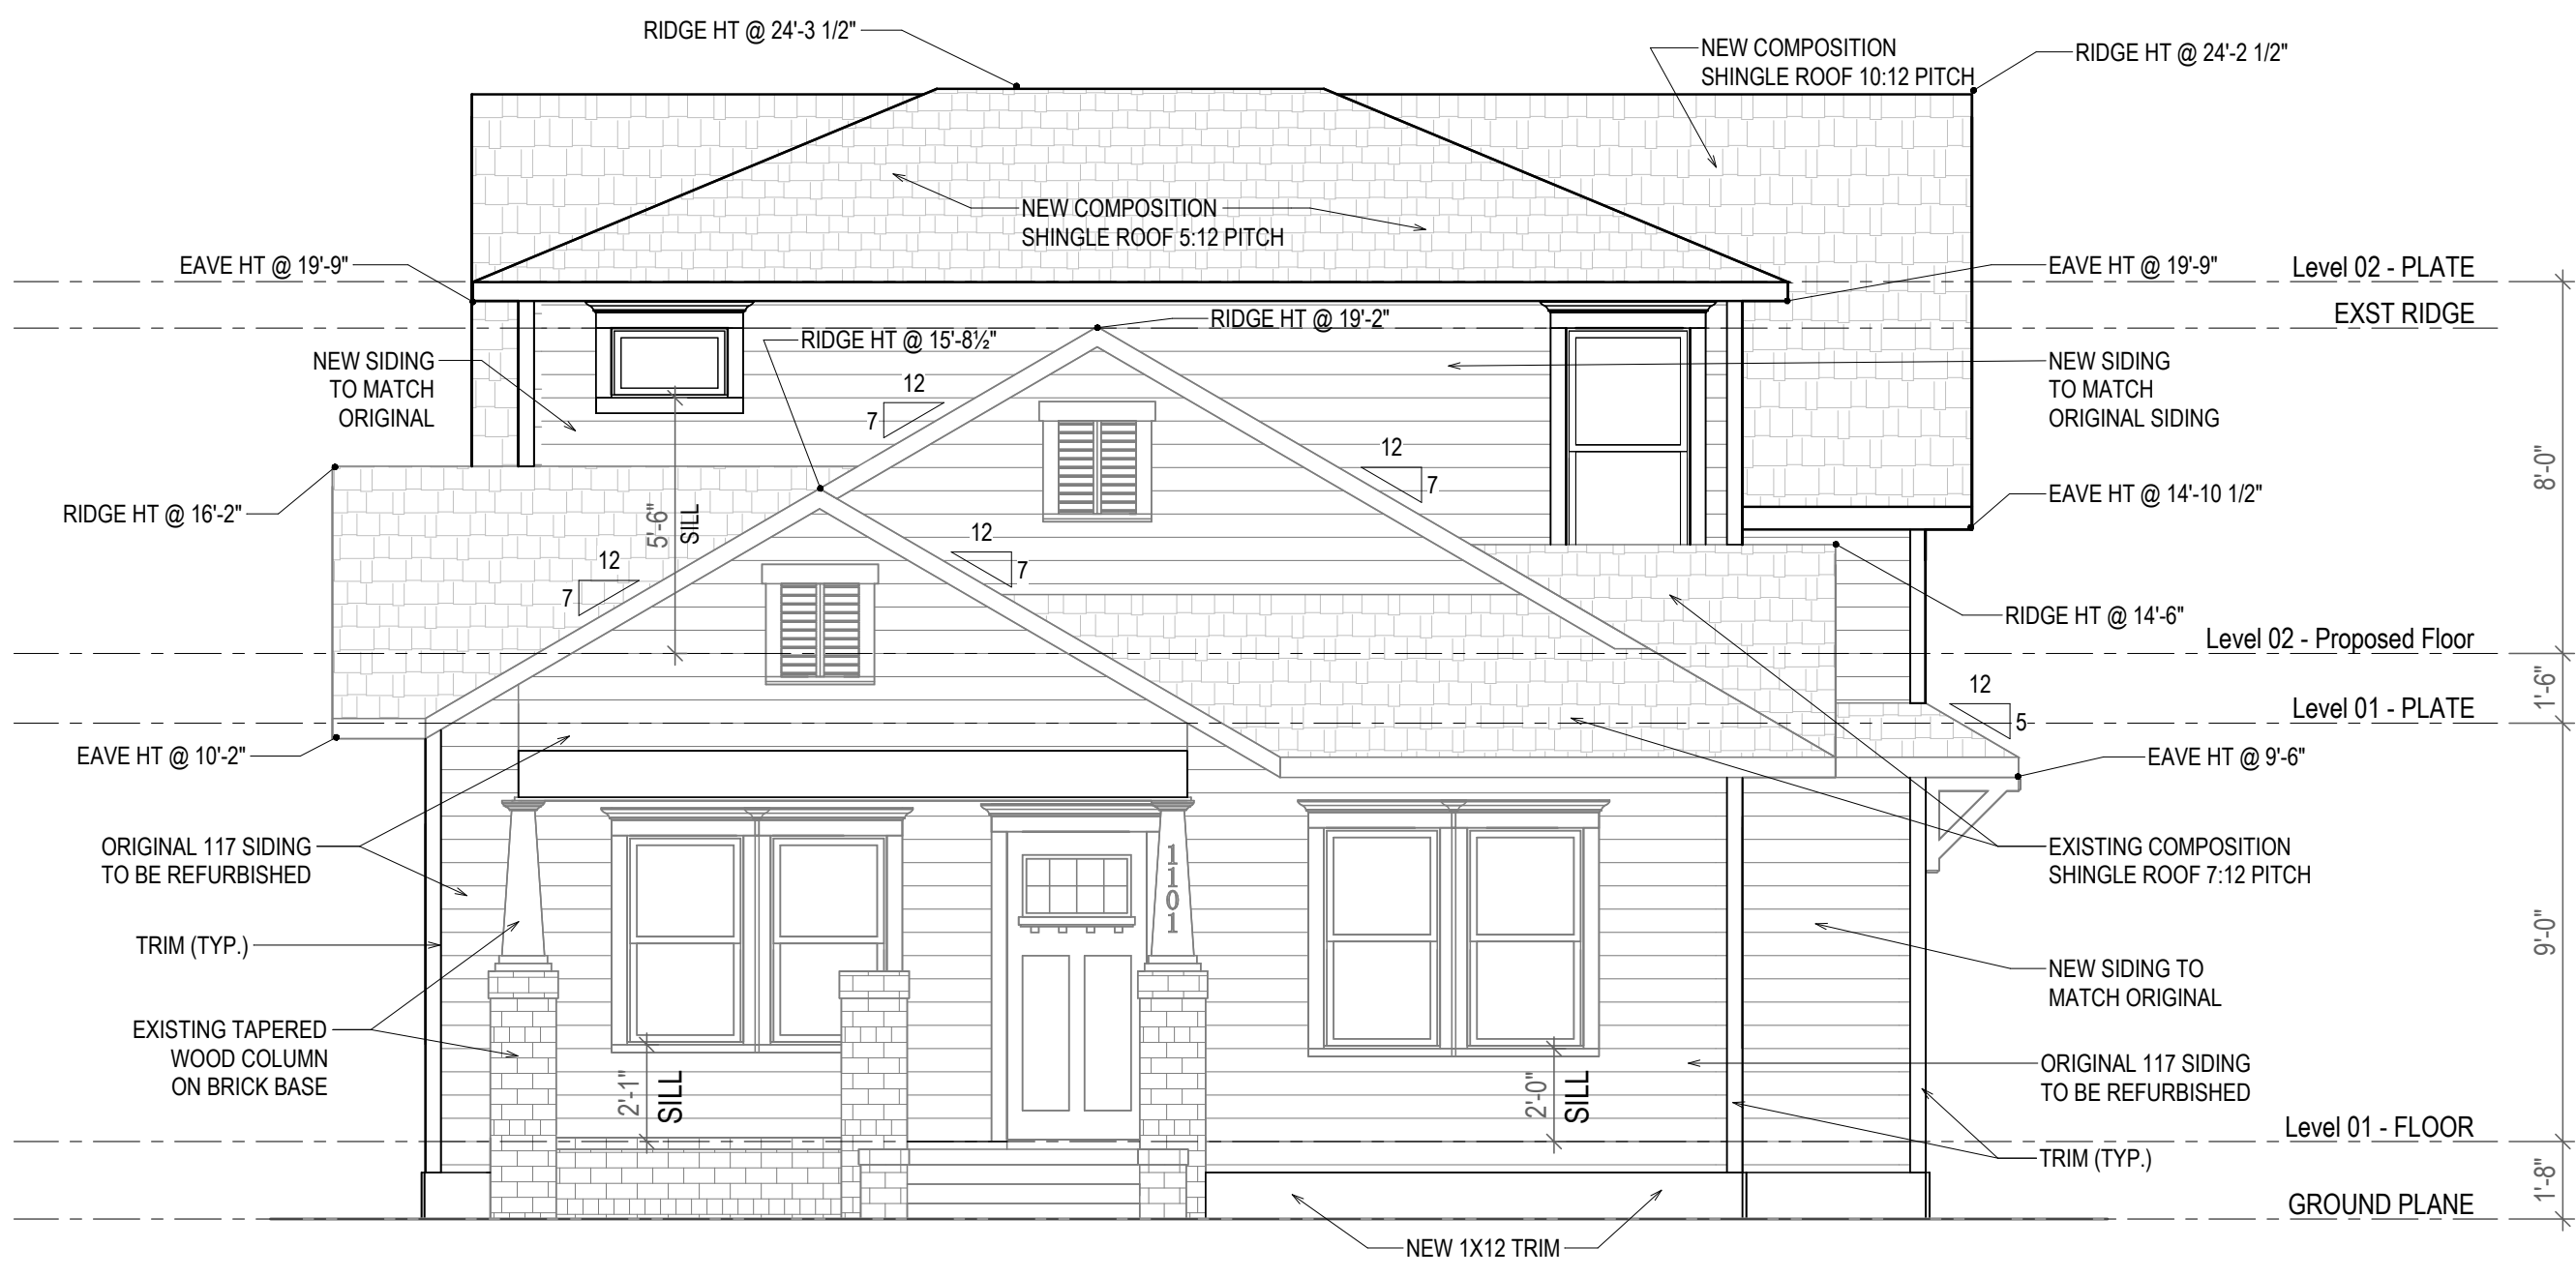 RIDGE HT @ 24'-3 1/2"
NEW COMPOSITION
SHINGLE ROOF 10:12 PITCH
RIDGE HT @ 24'-2 1/2"
NEW COMPOSITION
SHINGLE ROOF 5:12 PITCH
EAVE HT @ 19'-9"
EAVE HT @ 19'-9"
Level 02 - PLATE
EXST RIDGE
RIDGE HT @ 19'-2"
RIDGE HT @ 15'-8½"
NEW SIDING
TO MATCH
ORIGINAL
NEW SIDING
TO MATCH
ORIGINAL SIDING
12
7
12
7
8'-0"
RIDGE HT @ 16'-2"
5'-6"
SILL
EAVE HT @ 14'-10 1/2"
12
7
12
7
RIDGE HT @ 14'-6"
Level 02 - Proposed Floor
1'-6"
12
5
Level 01 - PLATE
EAVE HT @ 10'-2"
EAVE HT @ 9'-6"
ORIGINAL 117 SIDING
TO BE REFURBISHED
1101
EXISTING COMPOSITION
SHINGLE ROOF 7:12 PITCH
TRIM (TYP.)
9'-0"
NEW SIDING TO
MATCH ORIGINAL
EXISTING TAPERED
WOOD COLUMN
ON BRICK BASE
2'-1"
SILL
2'-0"
SILL
ORIGINAL 117 SIDING
TO BE REFURBISHED
Level 01 - FLOOR
TRIM (TYP.)
1'-8"
GROUND PLANE
NEW 1X12 TRIM